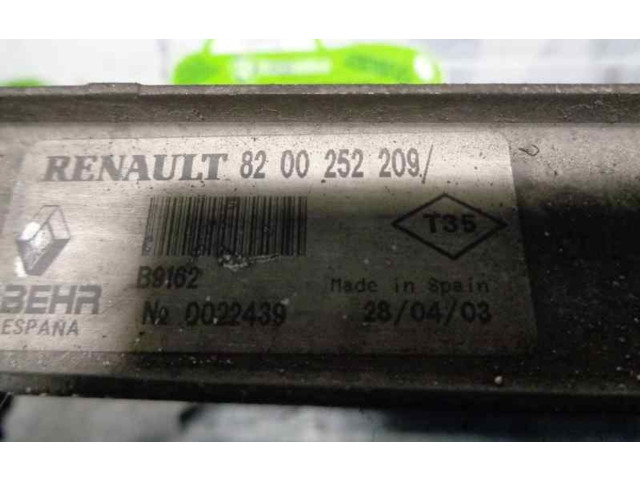 RENAULT 82 00 252 209/
T35
B9162
Made in Spain
BEHR
№ 0022439
28/04/03
ESPAÑA